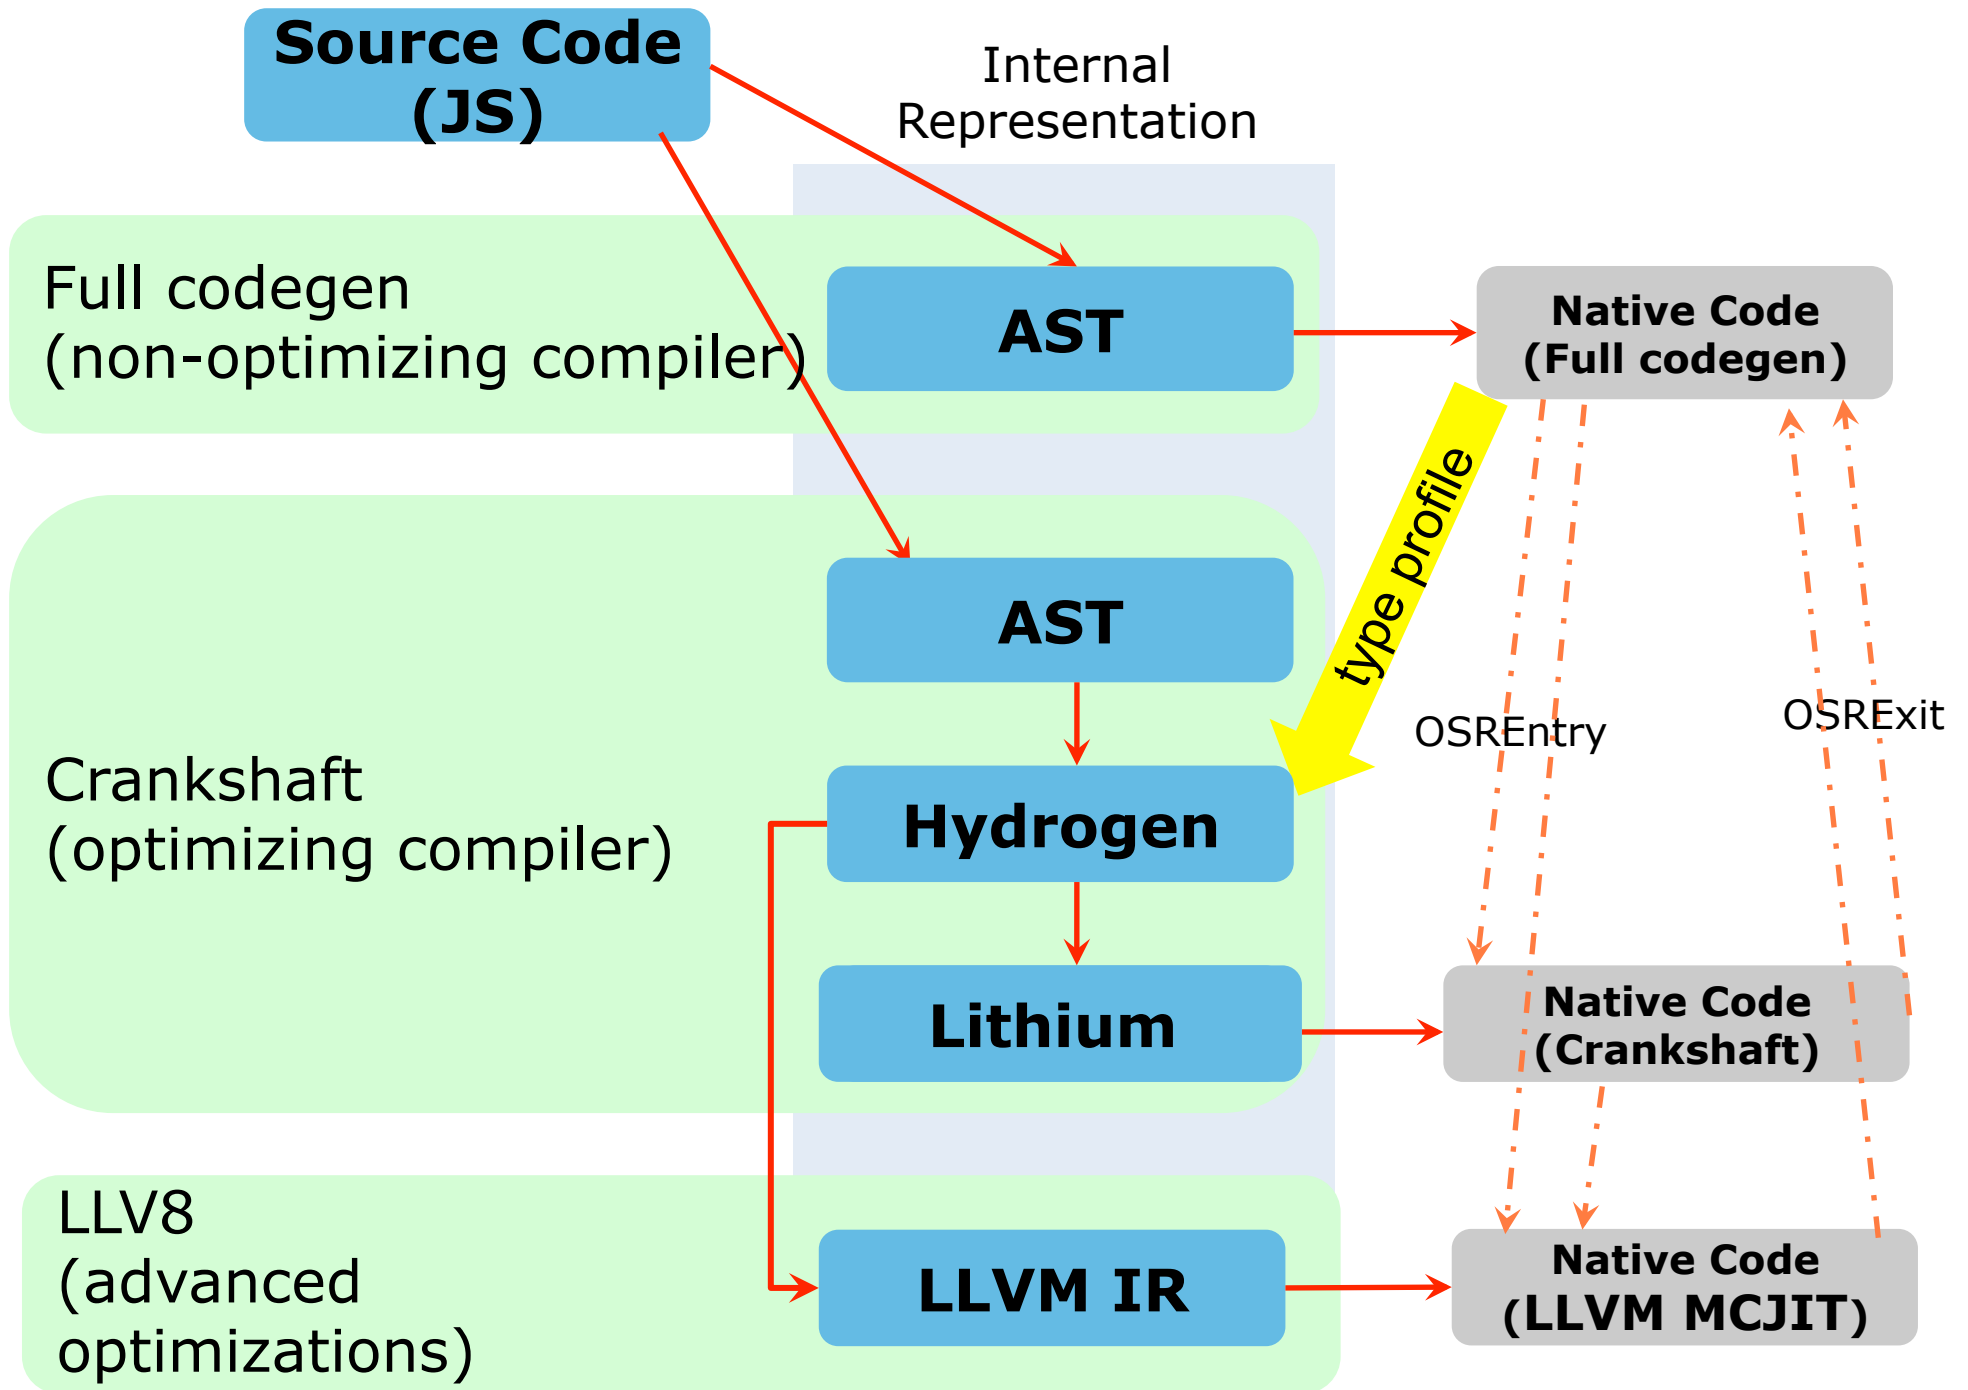 Source Code
(JS)
Internal
Representation
Full codegen
(non-optimizing compiler)
AST
Native Code
(Full codegen)
type profile
AST
Crankshaft
(optimizing compiler)
Hydrogen
OSREntry
OSRExit
Lithium
Native Code
(Crankshaft)
LLV8
(advanced
optimizations)
LLVM IR
Native Code
(LLVM MCJIT)